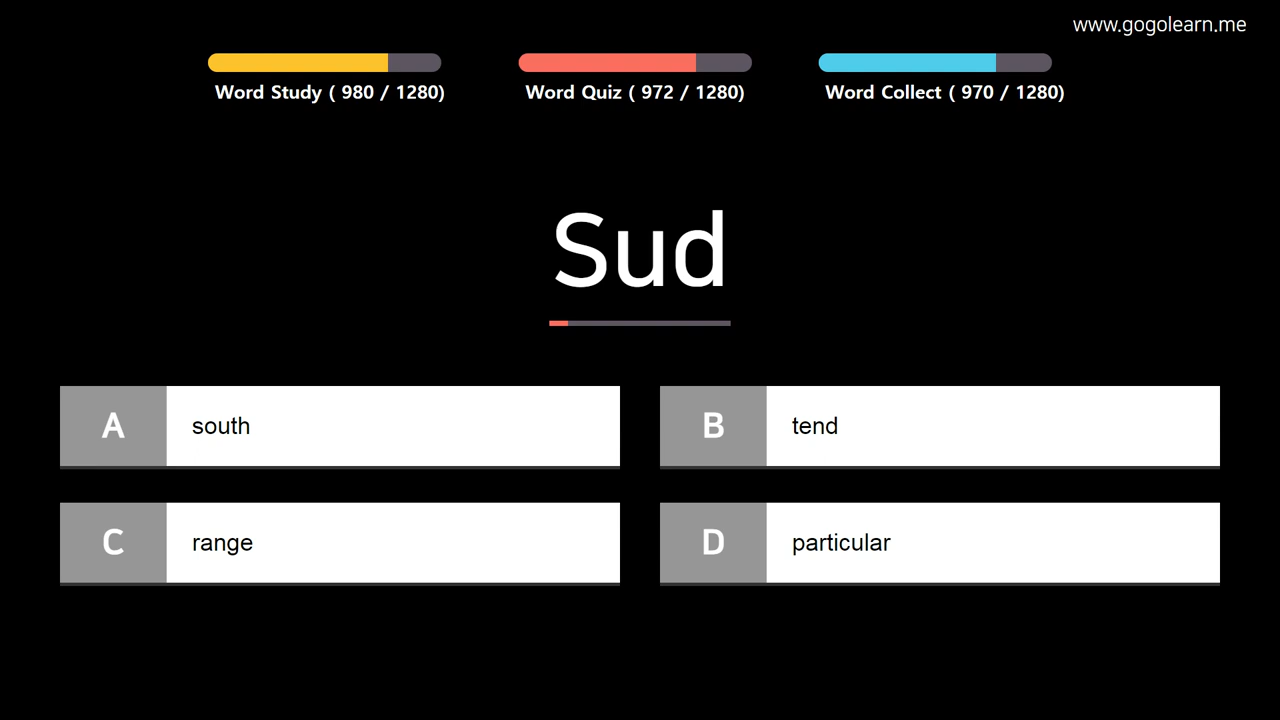 www.gogolearn.me
Word Study ( 980 / 1280)
Word Quiz ( 972 / 1280)
Word Collect ( 970 / 1280)
Sud
A south
B tend
C range
D particular